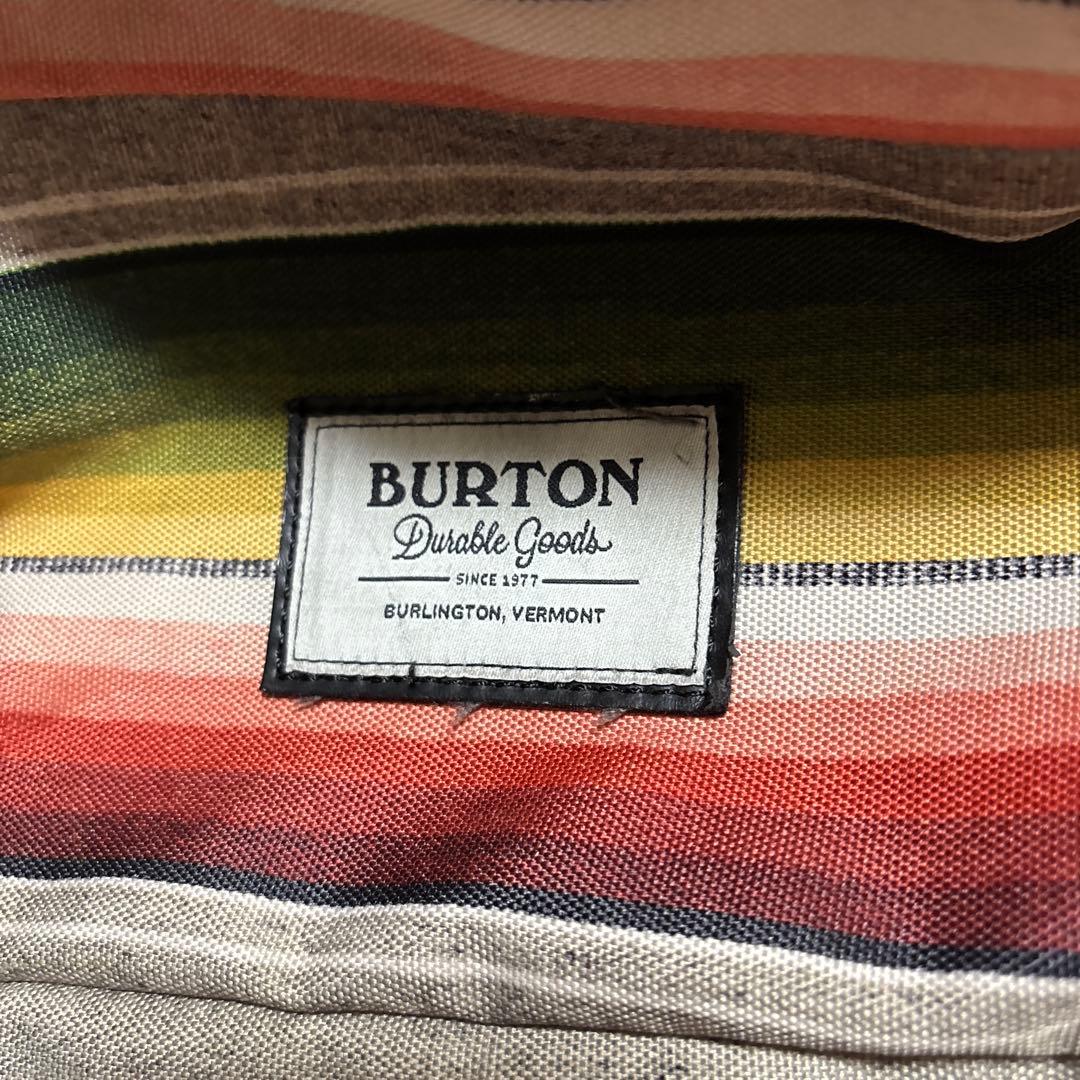 BURTON
Durable Goods
SINCE 1977
BURLINGTON, VERMONT